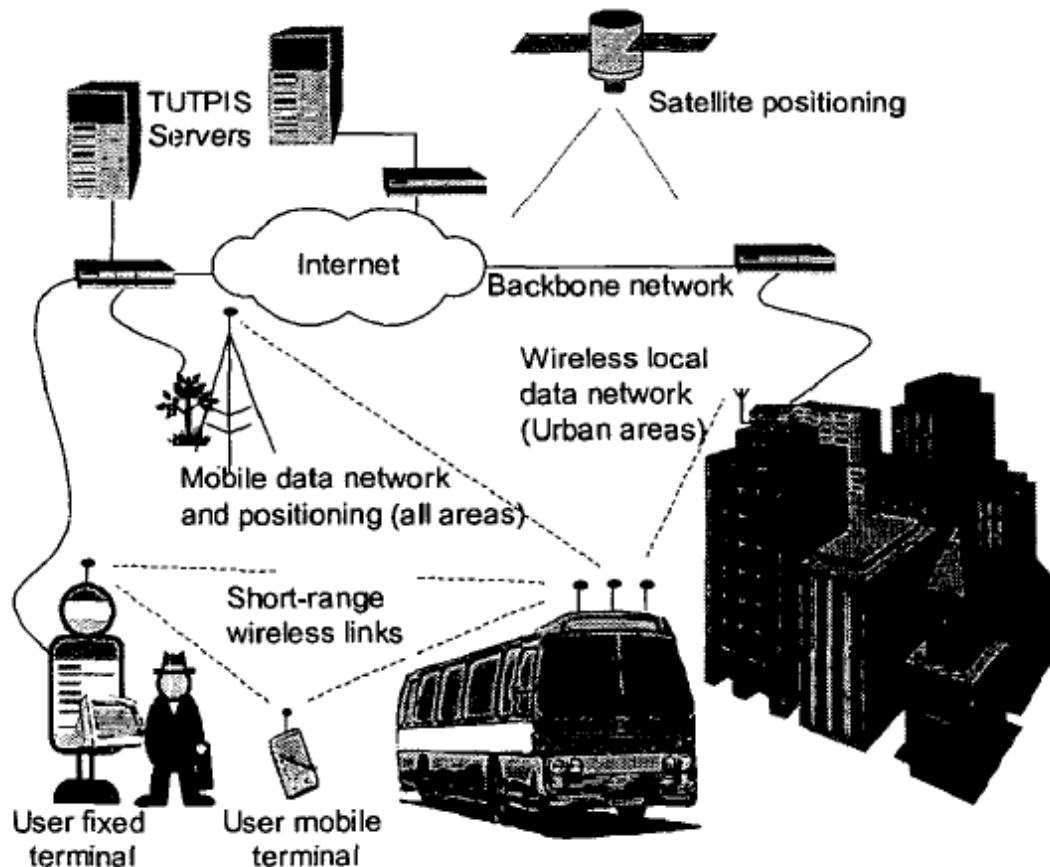 TUTPIS
Servers
Satellite positioning
Internet
Backbone network
Wireless local
data network
(Urban areas)
Mobile data network
and positioning (all areas)
Short-range
wireless links
User fixed
terminal
User mobile
terminal